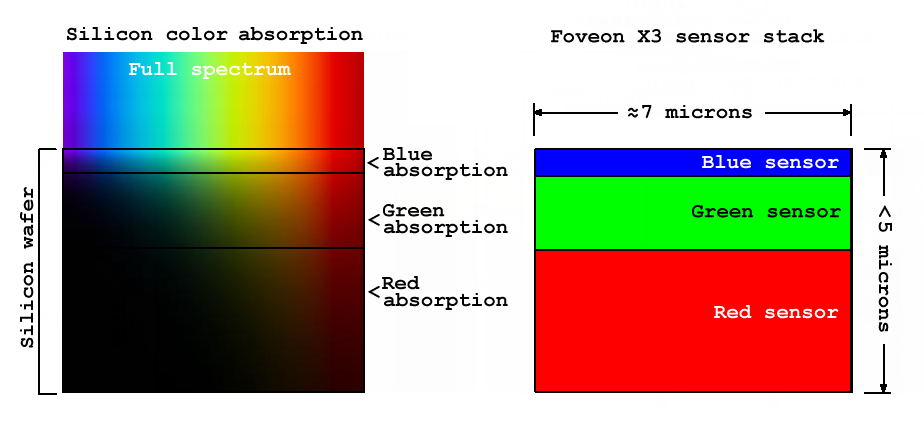 Silicon color absorption
Full spectrum
Silicon wafer
Blue
absorption
Green
absorption
Red
absorption
Foveon X3 sensor stack
≈7 microns
Blue sensor
Green sensor
Red sensor
<5 microns